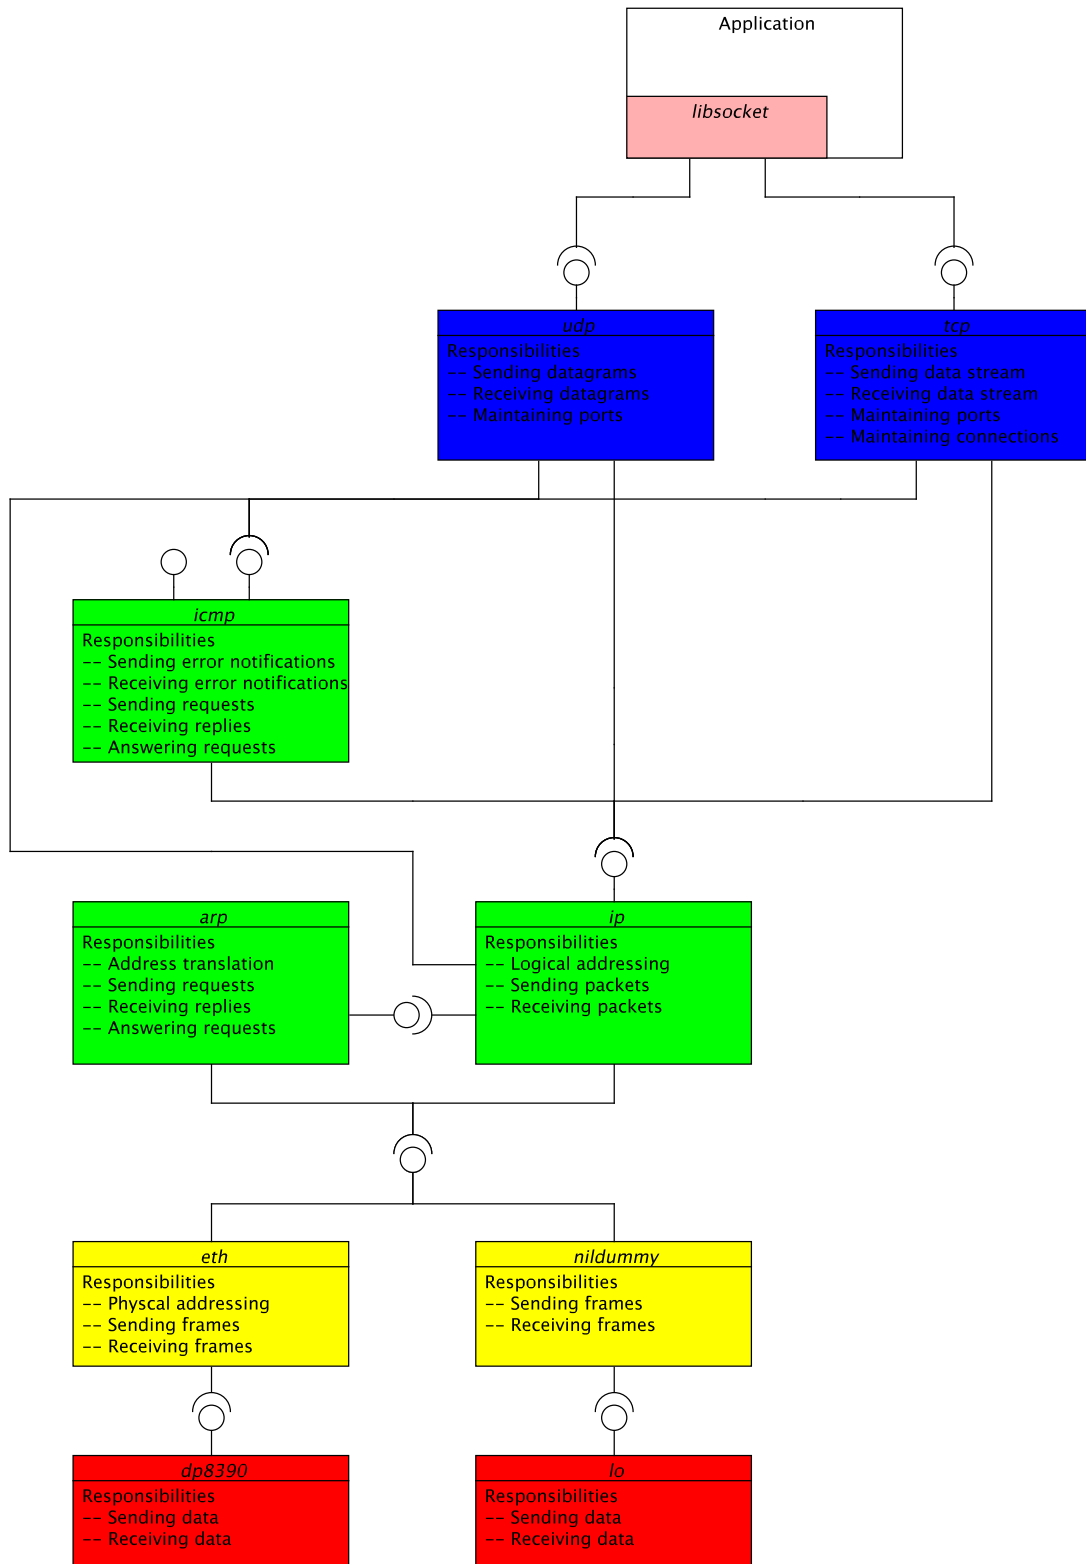 Application
libsocket
udp
Responsibilities
-- Sending datagrams
-- Receiving datagrams
-- Maintaining ports
tcp
Responsibilities
-- Sending data stream
-- Receiving data stream
-- Maintaining ports
-- Maintaining connections
icmp
Responsibilities
-- Sending error notifications
-- Receiving error notifications
-- Sending requests
-- Receiving replies
-- Answering requests
arp
Responsibilities
-- Address translation
-- Sending requests
-- Receiving replies
-- Answering requests
ip
Responsibilities
-- Logical addressing
-- Sending packets
-- Receiving packets
eth
Responsibilities
-- Physcal addressing
-- Sending frames
-- Receiving frames
nildummy
Responsibilities
-- Sending frames
-- Receiving frames
dp8390
Responsibilities
-- Sending data
-- Receiving data
lo
Responsibilities
-- Sending data
-- Receiving data